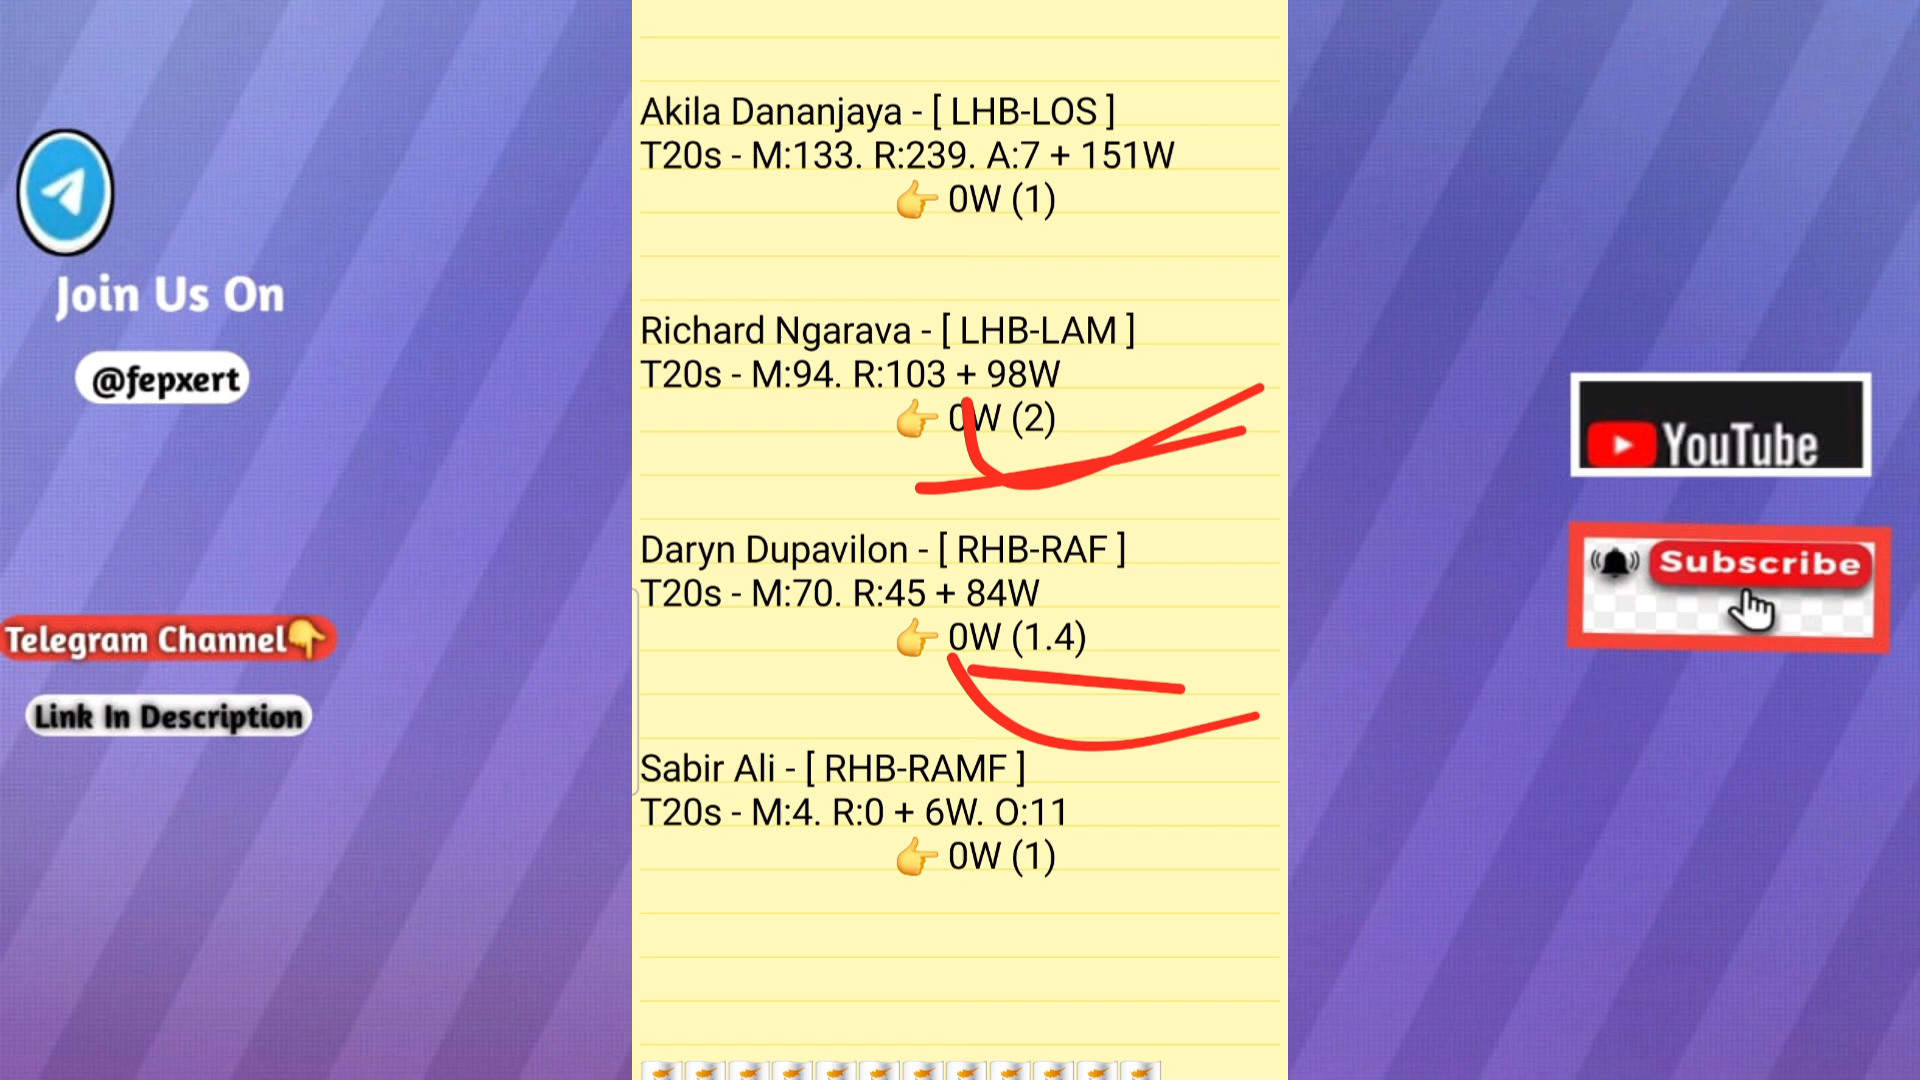 Join Us On
@fepxert
Telegram Channel👇
Link In Description
Akila Dananjaya - [ LHB-LOS ]
T20s - M:133. R:239. A:7 + 151W
👉 0W (1)
Richard Ngarava - [ LHB-LAM ]
T20s - M:94. R:103 + 98W
👉 0W (2)
Daryn Dupavilon - [ RHB-RAF ]
T20s - M:70. R:45 + 84W
👉 0W (1.4)
Sabir Ali - [ RHB-RAMF ]
T20s - M:4. R:0 + 6W. O:11
👉 0W (1)
YouTube
Subscribe